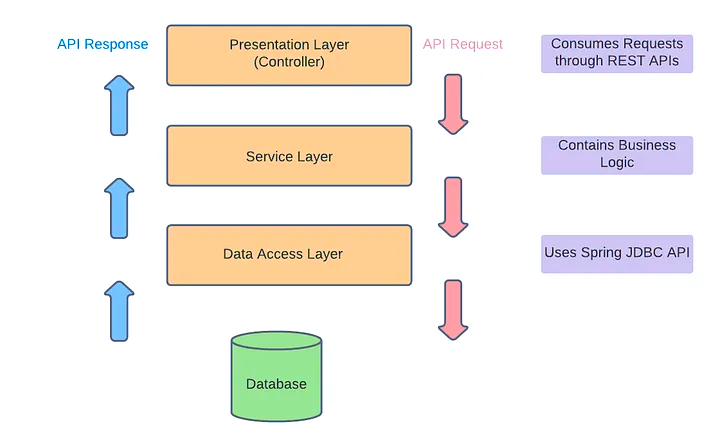 API Response
Presentation Layer
(Controller)
API Request
Consumes Requests
through REST APIs
Service Layer
Contains Business
Logic
Data Access Layer
Uses Spring JDBC API
Database